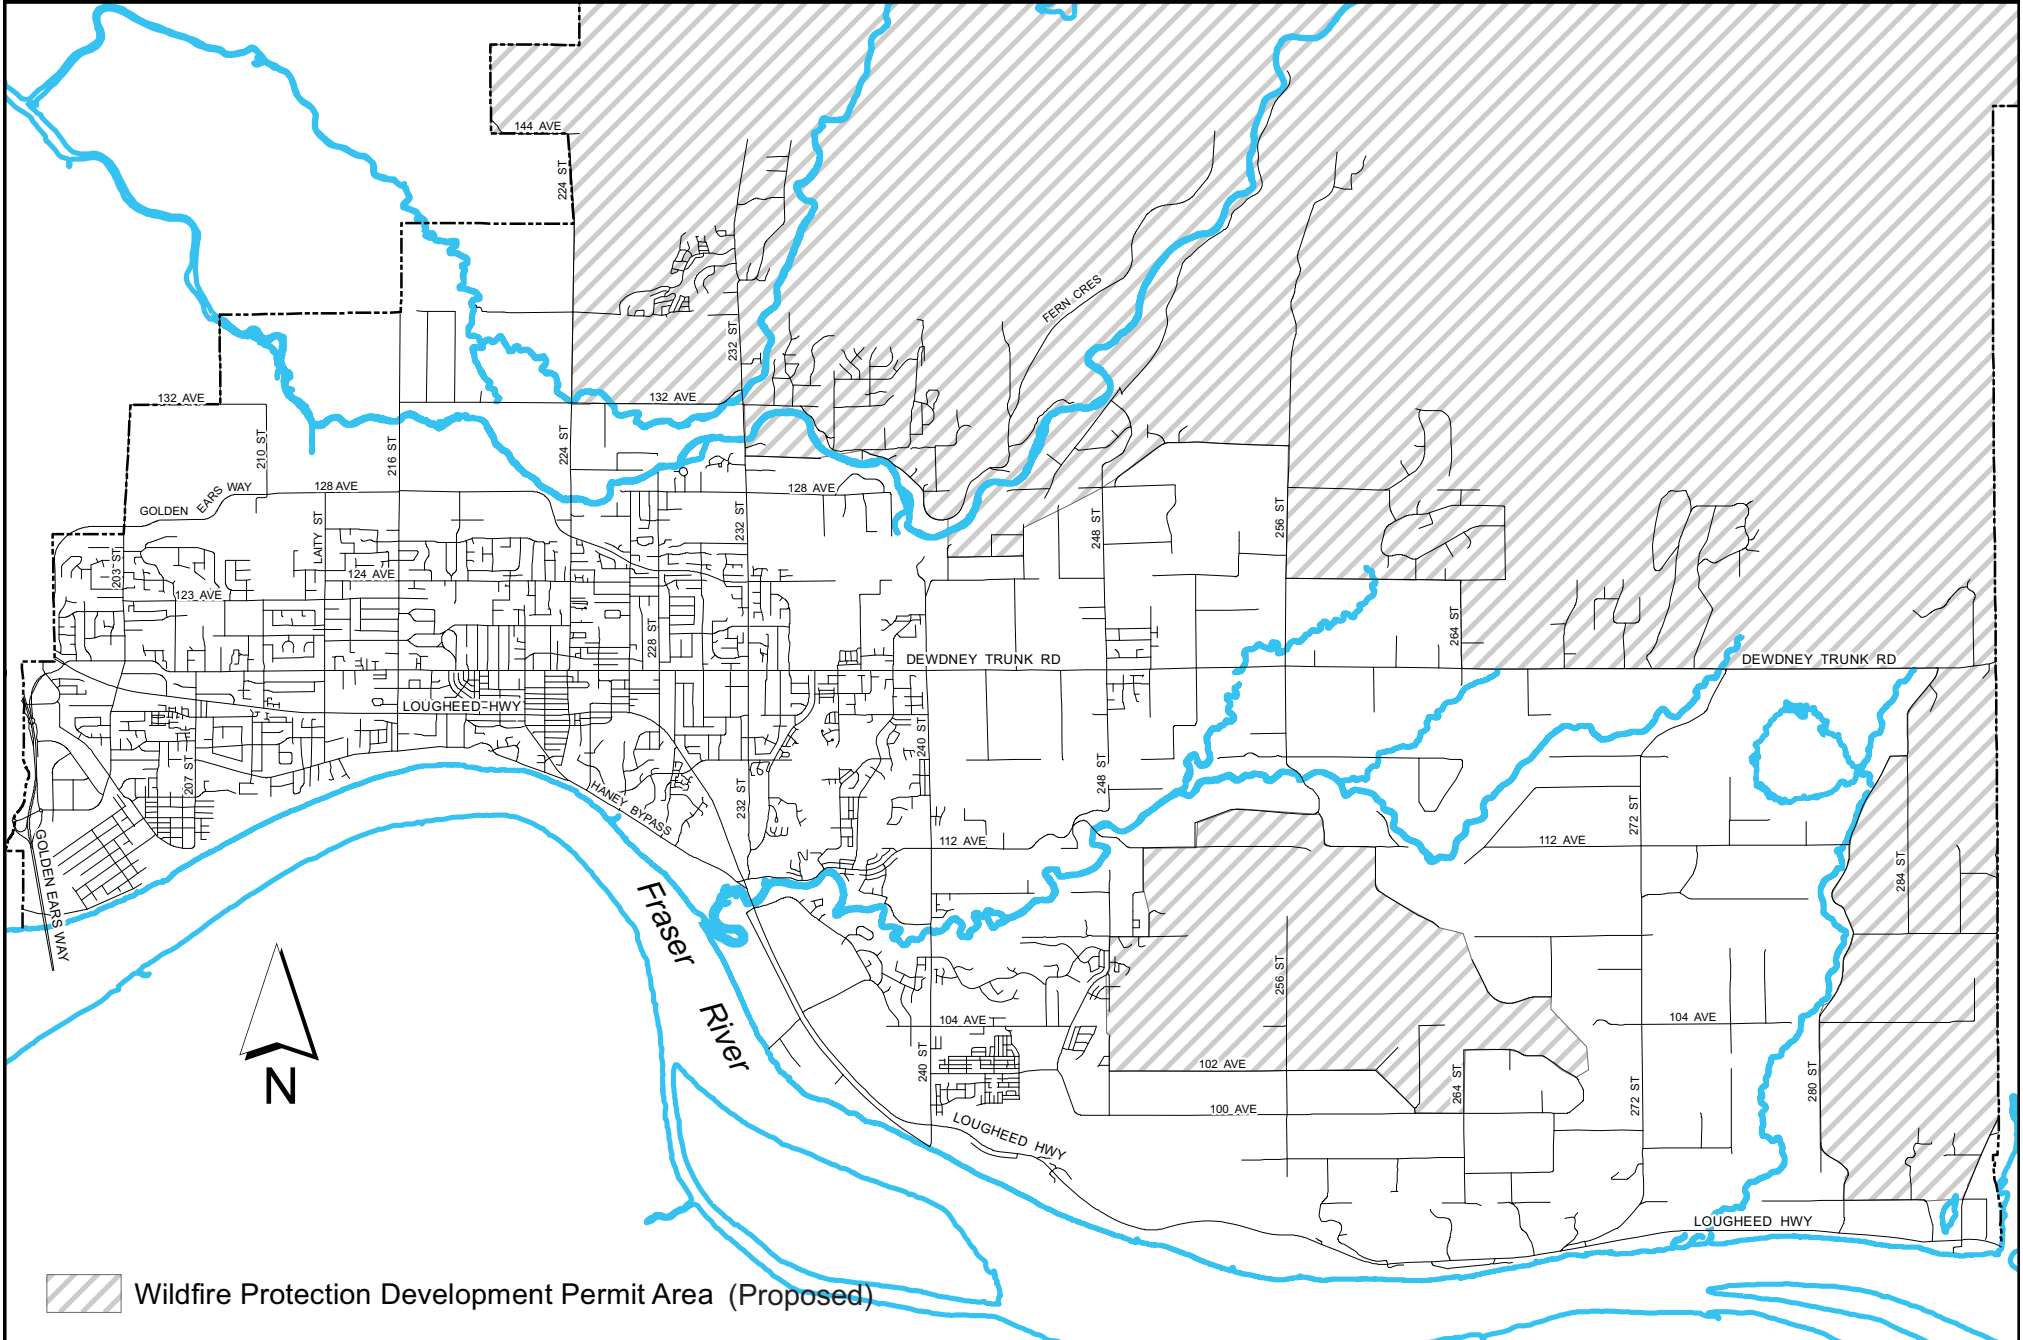 144 AVE
224 ST
FERN CRES
232 ST
132 AVE
132 AVE
210 ST
216 ST
224 ST
GOLDEN EARS WAY
128 AVE
128 AVE
LAITY ST
232 ST
248 ST
256 ST
203 ST
124 AVE
123 AVE
228 ST
264 ST
DEWDNEY TRUNK RD
DEWDNEY TRUNK RD
LOUGHEED HWY
240 ST
207 ST
248 ST
232 ST
HANEY BYPASS
272 ST
GOLDEN EARS WAY
112 AVE
112 AVE
284 ST
Fraser
River
256 ST
104 AVE
104 AVE
240 ST
102 AVE
264 ST
272 ST
280 ST
100 AVE
N
LOUGHEED HWY
LOUGHEED HWY
Wildfire Protection Development Permit Area (Proposed)